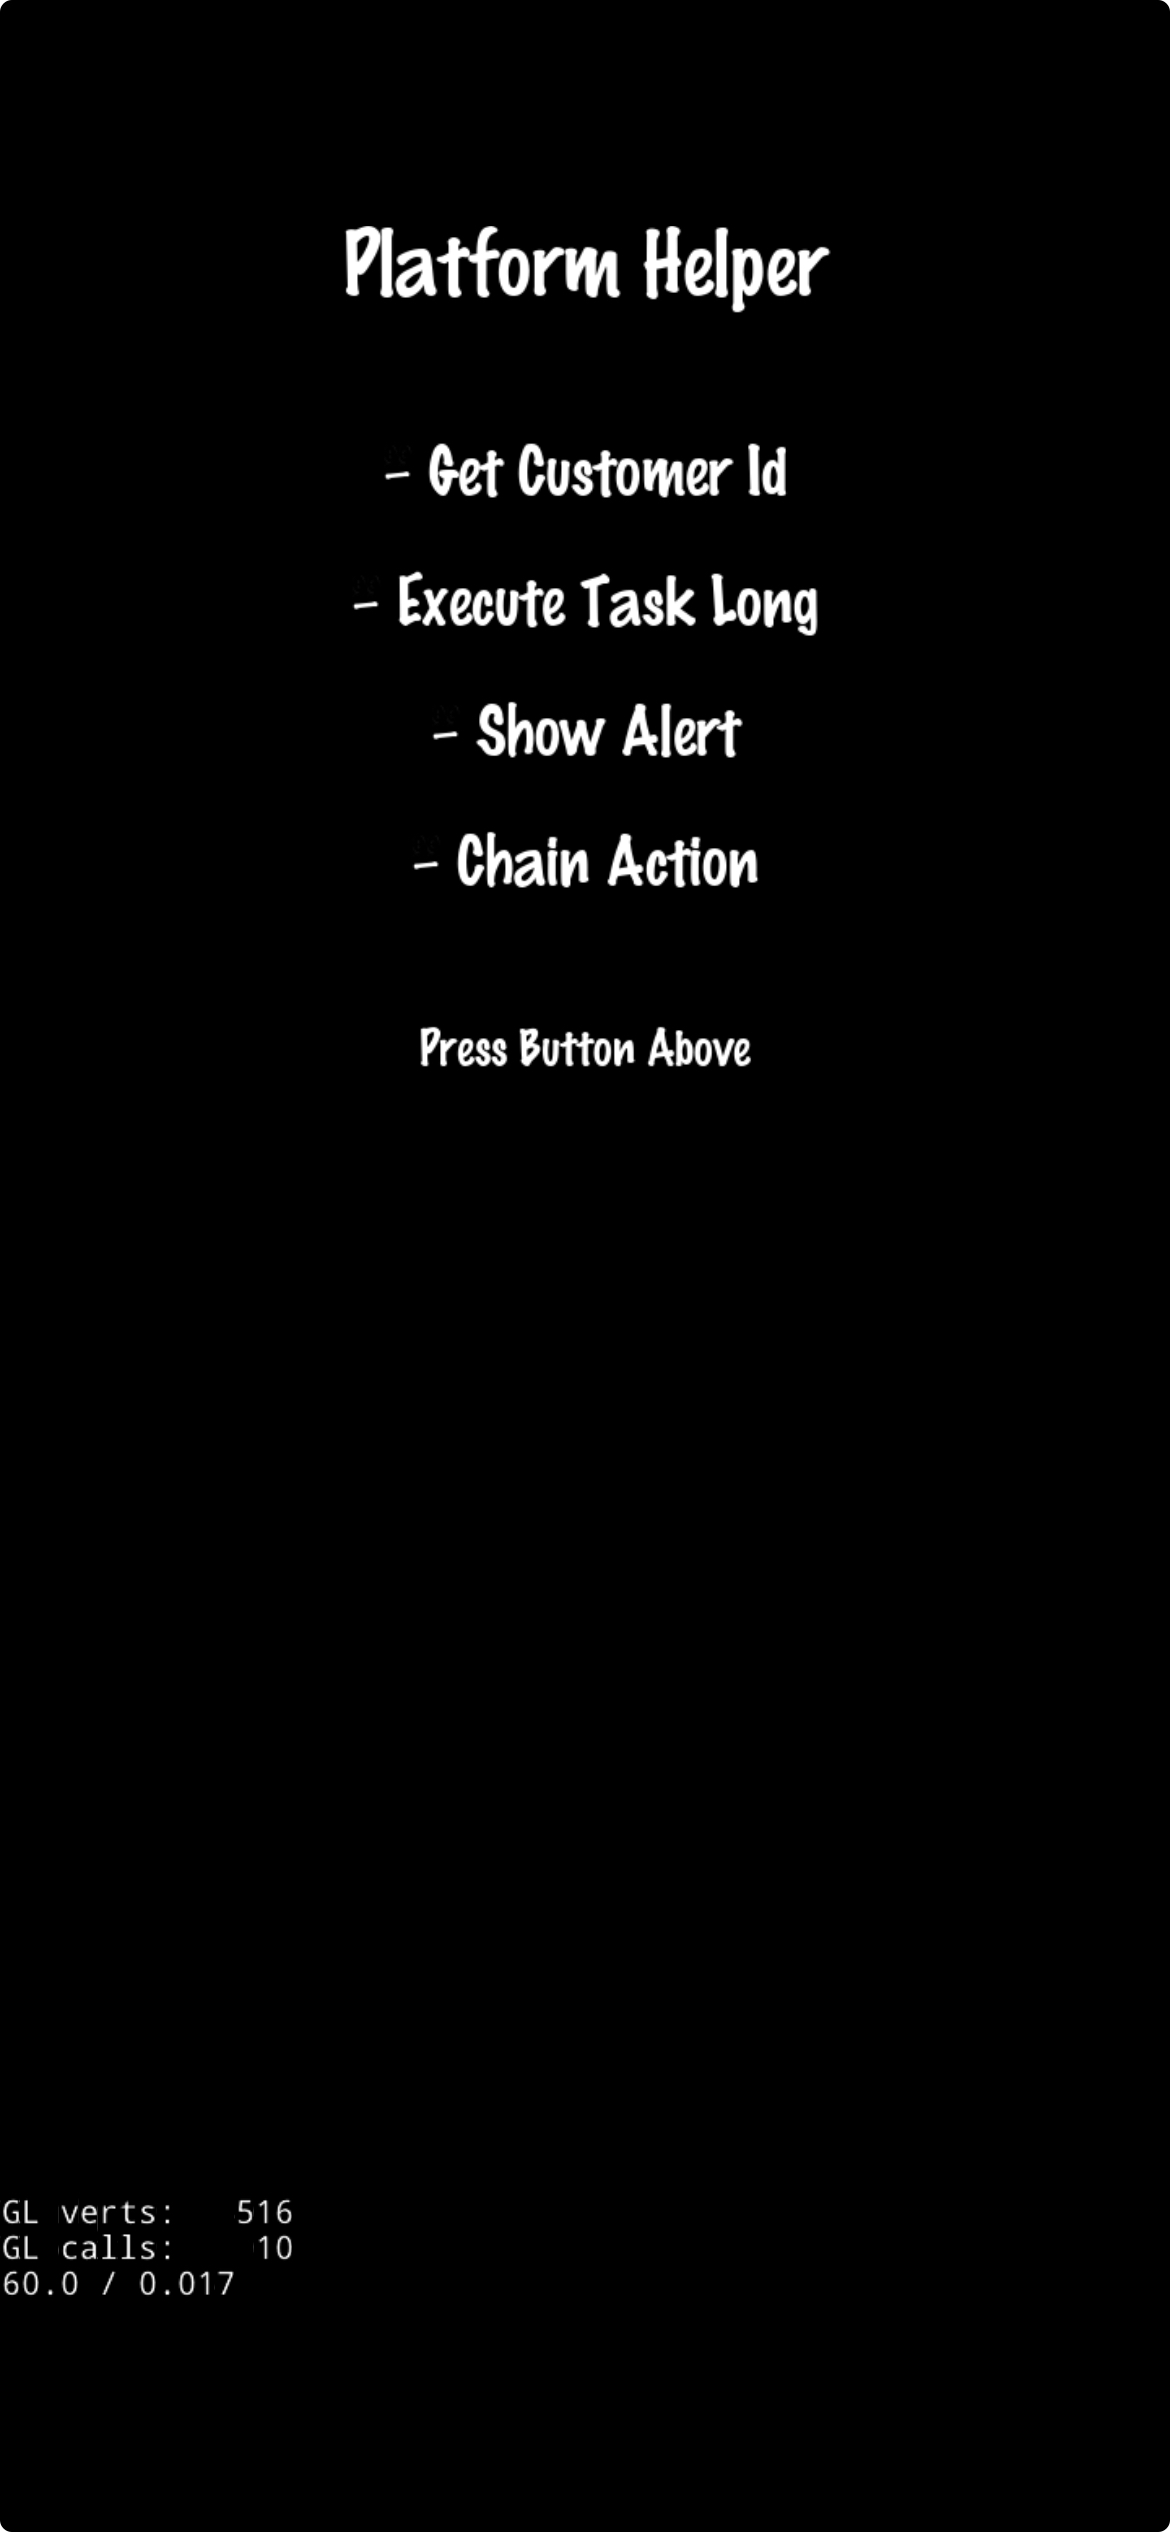 Platform Helper
- Get Customer Id
- Execute Task Long
- Show Alert
- Chain Action
Press Button Above
GL verts: 516
GL calls: 10
60.0 / 0.017